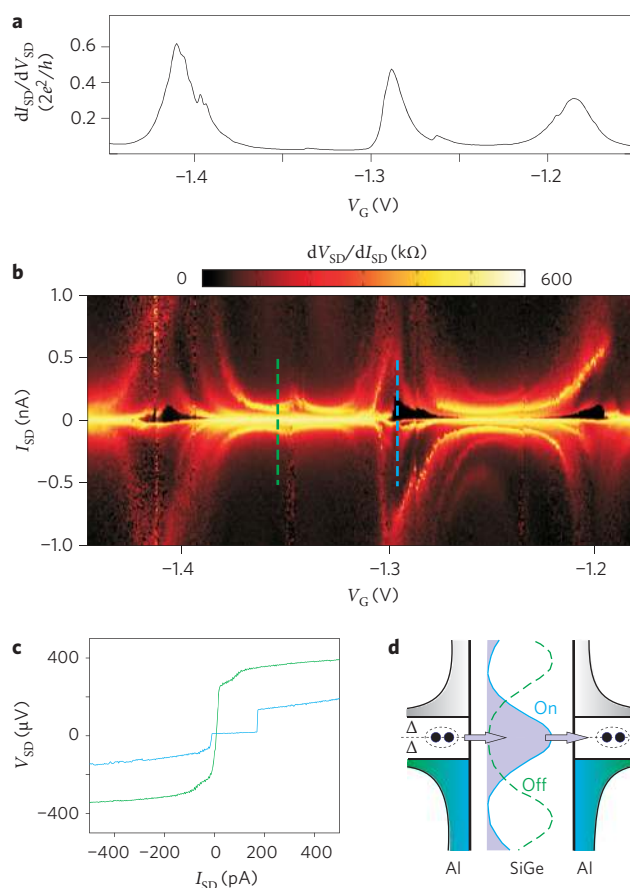 a
dI_SD/dV_SD
(2e²/h)
0.6
0.4
0.2
−1.4
−1.3
−1.2
V_G (V)
b
dV_SD/dI_SD (kΩ)
0
600
I_SD (nA)
1.0
0.5
0
−0.5
−1.0
−1.4
−1.3
−1.2
V_G (V)
c
V_SD (μV)
400
0
−400
−400
−200
0
200
400
I_SD (pA)
d
On
Δ
Δ
Off
Al
SiGe
Al